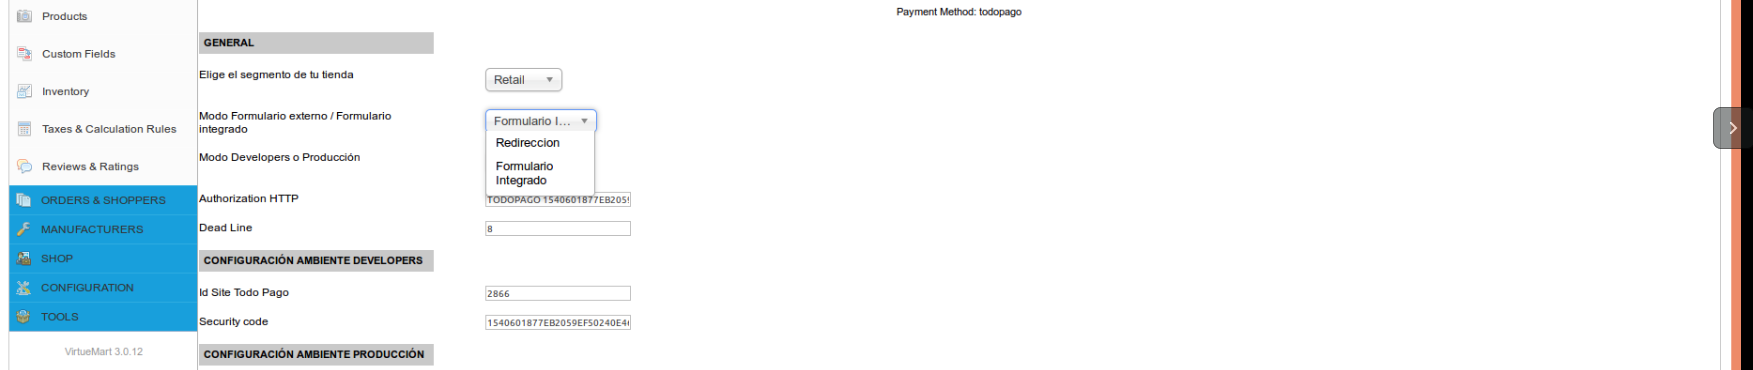 Payment Method: todopago
Products
Custom Fields
Inventory
Taxes & Calculation Rules
Reviews & Ratings
ORDERS & SHOPPERS
MANUFACTURERS
SHOP
CONFIGURATION
TOOLS
VirtueMart 3.0.12
GENERAL
Elige el segmento de tu tienda
Retail
Modo Formulario externo / Formulario
integrado
Formulario I...
Redireccion
Formulario
Integrado
Modo Developers o Producción
Authorization HTTP
TODOPAGO 1540601877EB2059
Dead Line
8
CONFIGURACIÓN AMBIENTE DEVELOPERS
Id Site Todo Pago
2866
Security code
1540601877EB2059EF50240E4
CONFIGURACIÓN AMBIENTE PRODUCCIÓN